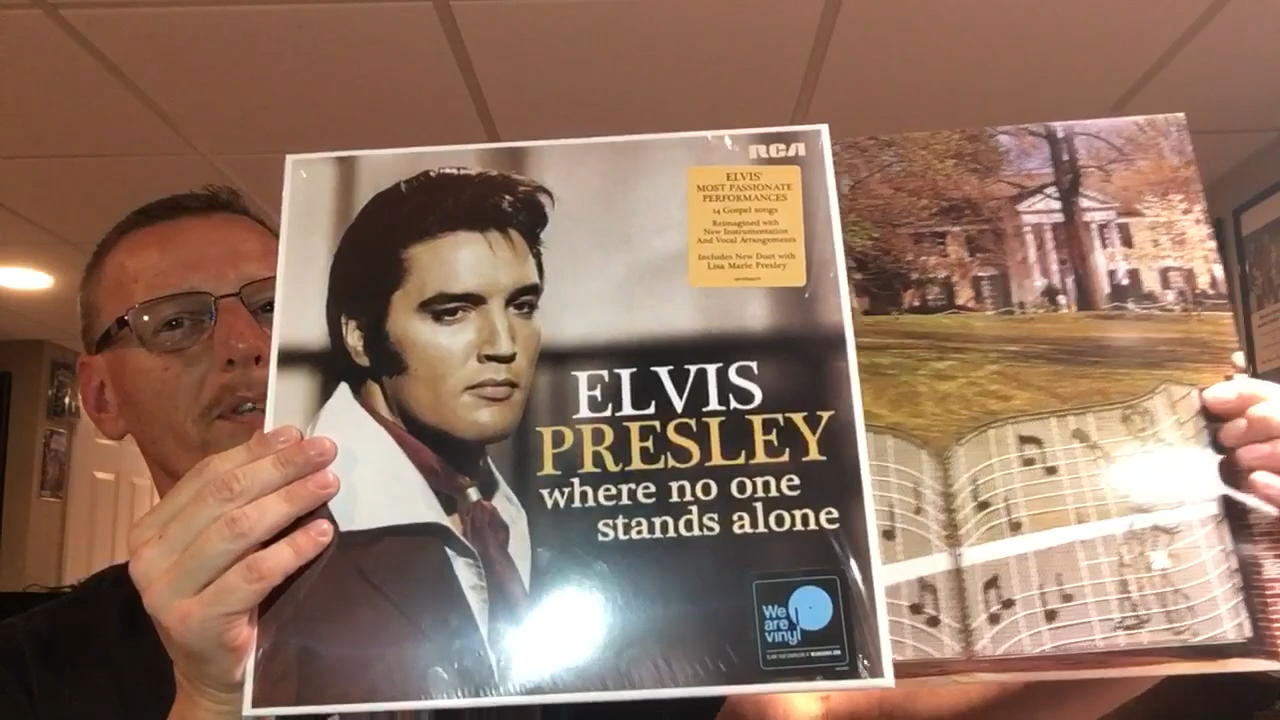 RCA
ELVIS'
MOST PASSIONATE
PERFORMANCES
14 Gospel songs
Reimagined with
New Instrumentation
And Vocal Arrangements
Includes New Duet with
Lisa Marie Presley
ELVIS
PRESLEY
where no one
stands alone
We
are
vinyl